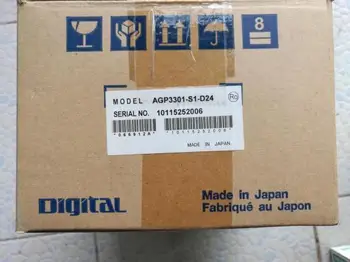 8
MODEL AGP3301-S1-D24
SERIAL NO. 10115252006
MADE IN JAPAN
Digital
Made in Japan
Fabriqué au Japon